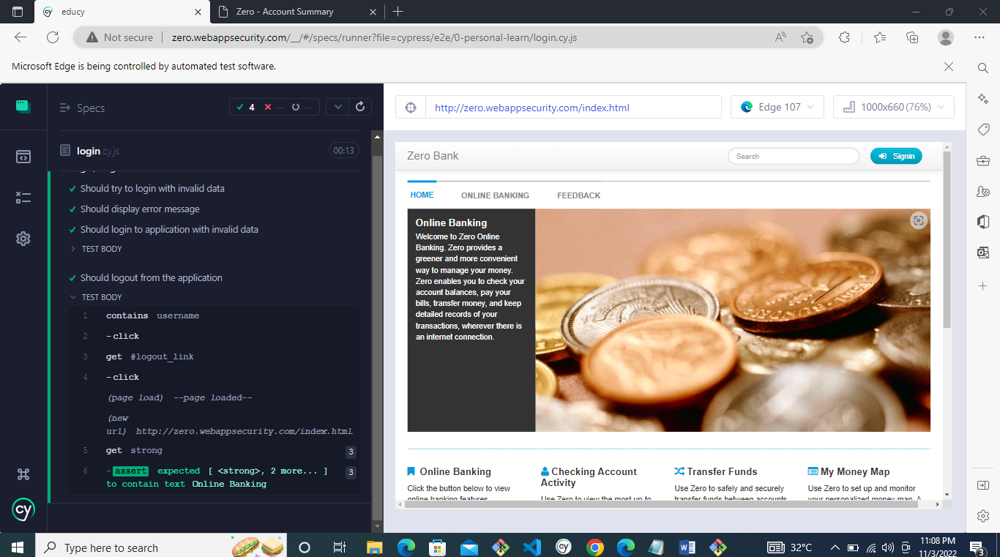 educy
Zero - Account Summary
Not secure
zero.webappsecurity.com/__/#/specs/runner?file=cypress/e2e/0-personal-learn/login.cy.js
Microsoft Edge is being controlled by automated test software.
Specs
4 -- --
login cy.js
00:13
Should try to login with invalid data
Should display error message
Should login to application with invalid data
TEST BODY
Should logout from the application
TEST BODY
1 contains username
2 -click
3 get #logout_link
4 -click
(page load) --page loaded--
(new
url) http://zero.webappsecurity.com/index.html
5 get strong 3
6 -assert expected [ <strong>, 2 more... ] 3
to contain text Online Banking
cy
http://zero.webappsecurity.com/index.html
Edge 107
1000x660 (76%)
Zero Bank
Search
Signin
HOME
ONLINE BANKING
FEEDBACK
Online Banking
Welcome to Zero Online
Banking. Zero provides a
greener and more convenient
way to manage your money.
Zero enables you to check your
account balances, pay your
bills, transfer money, and keep
detailed records of your
transactions, wherever there is
an internet connection.
Online Banking
Click the button below to view
online banking features.
Checking Account
Activity
Use Zero to view the most up to
Transfer Funds
Use Zero to safely and securely
transfer funds between accounts
My Money Map
Use Zero to set up and monitor
your personalized money map. A
Type here to search
32°C
11:08 PM
11/3/2022
3